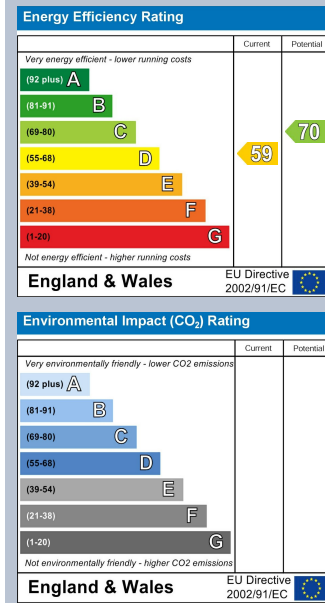 Energy Efficiency Rating
Current Potential
Very energy efficient - lower running costs
(92 plus) A
(81-91) B
(69-80) C
70
(55-68) D
59
(39-54) E
(21-38) F
(1-20) G
Not energy efficient - higher running costs
England & Wales
EU Directive
2002/91/EC
Environmental Impact (CO₂) Rating
Current Potential
Very environmentally friendly - lower CO2 emissions
(92 plus) A
(81-91) B
(69-80) C
(55-68) D
(39-54) E
(21-38) F
(1-20) G
Not environmentally friendly - higher CO2 emissions
England & Wales
EU Directive
2002/91/EC